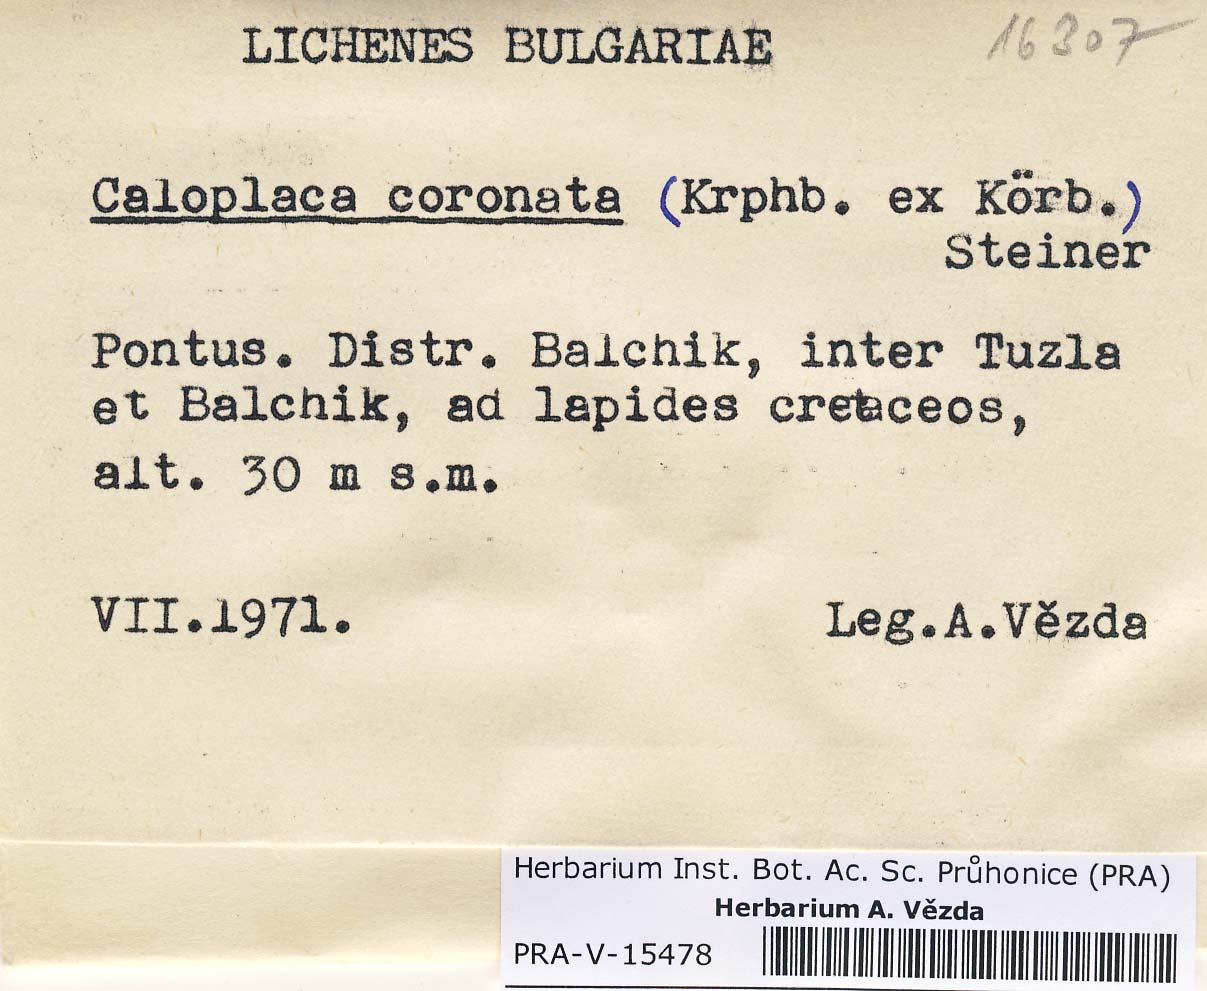 LICHENES BULGARIAE 16307
Caloplaca coronata (Krphb. ex Körb.)
Steiner
Pontus. Distr. Balchik, inter Tuzla
et Balchik, ad lapides cretaceos,
alt. 30 m s.m.
VII.1971. Leg.A.Vězda
Herbarium Inst. Bot. Ac. Sc. Průhonice (PRA)
Herbarium A. Vězda
PRA-V-15478